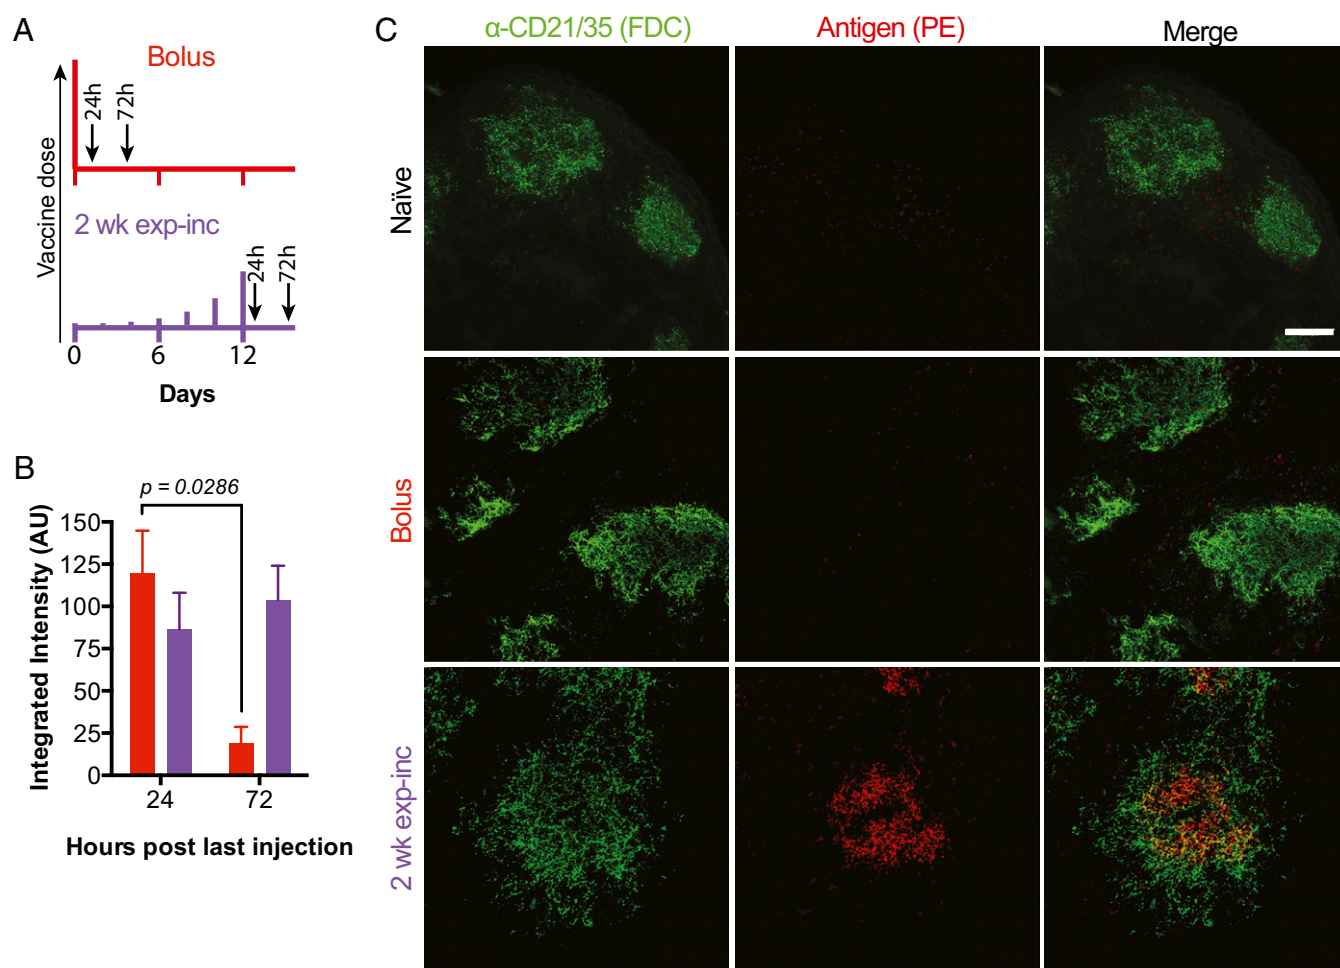 A
Bolus
24h
72h
Vaccine dose
2 wk exp-inc
24h
72h
0 6 12
Days
B
p = 0.0286
Integrated Intensity (AU)
150
125
100
75
50
25
0
24 72
Hours post last injection
C
α-CD21/35 (FDC) Antigen (PE) Merge
Naïve
Bolus
2 wk exp-inc